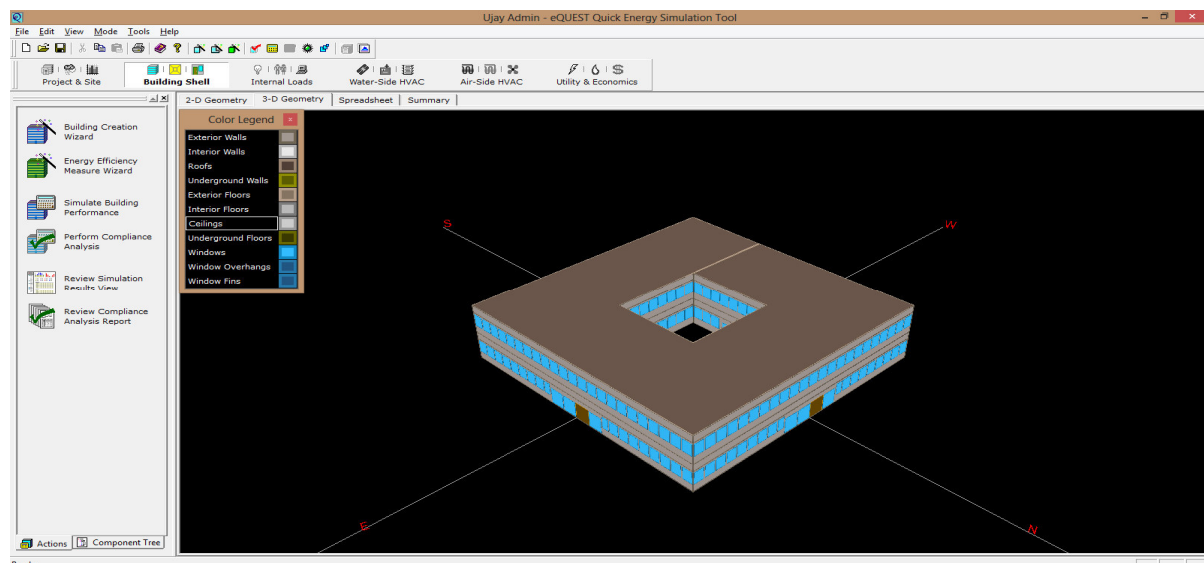 Ujay Admin - eQUEST Quick Energy Simulation Tool
File Edit View Mode Tools Help
Project & Site Building Shell Internal Loads Water-Side HVAC Air-Side HVAC Utility & Economics
2-D Geometry 3-D Geometry Spreadsheet Summary
Color Legend
Exterior Walls
Interior Walls
Roofs
Underground Walls
Exterior Floors
Interior Floors
Ceilings
Underground Floors
Windows
Window Overhangs
Window Fins
Building Creation
Wizard
Energy Efficiency
Measure Wizard
Simulate Building
Performance
Perform Compliance
Analysis
Review Simulation
Results View
Review Compliance
Analysis Report
S
W
E
N
Actions Component Tree